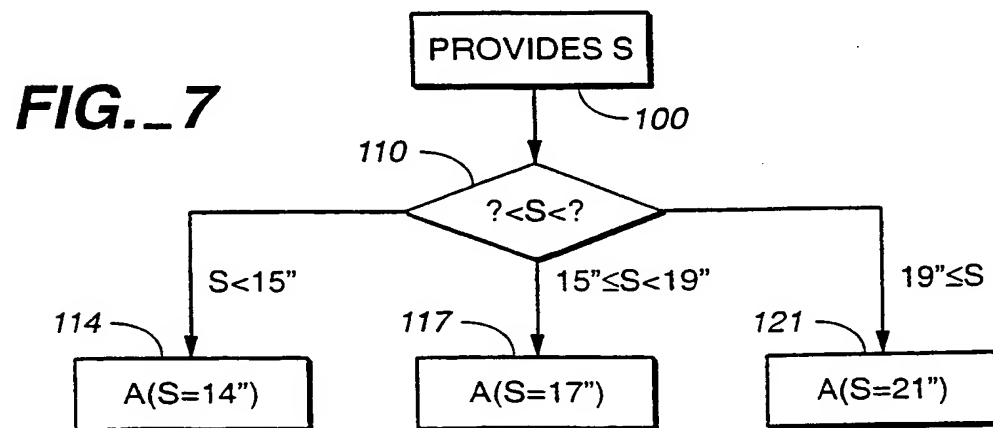 PROVIDES S
FIG._7
100
110
?<S<?
S<15”
15”≤S<19”
19”≤S
114
117
121
A(S=14”)
A(S=17”)
A(S=21”)